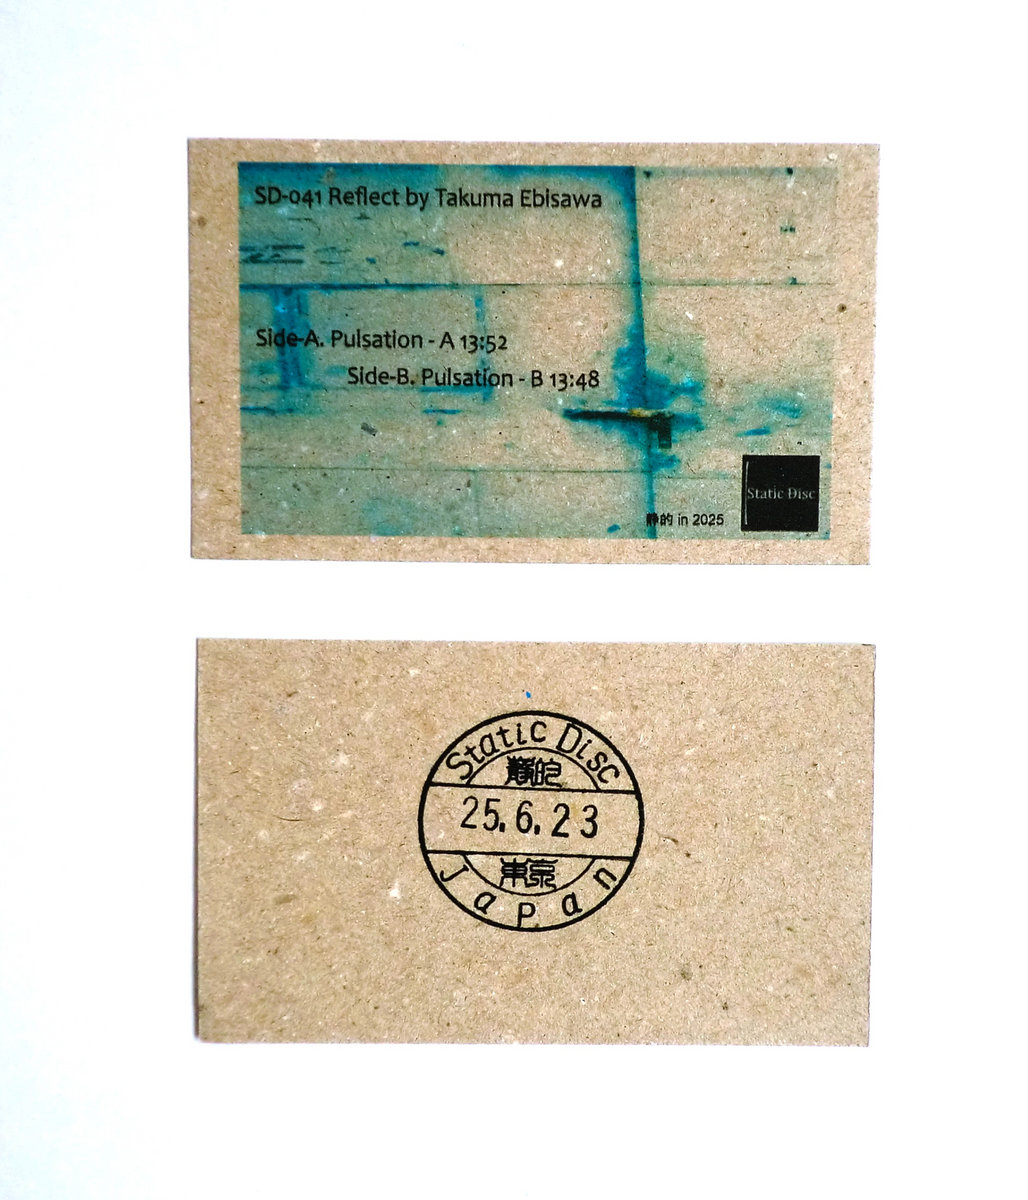 SD-041 Reflect by Takuma Ebisawa
Side-A. Pulsation - A 13:52
Side-B. Pulsation - B 13:48
静的 in 2025
Static Disc
Static Disc
静的
25.6.23
東京
Japan